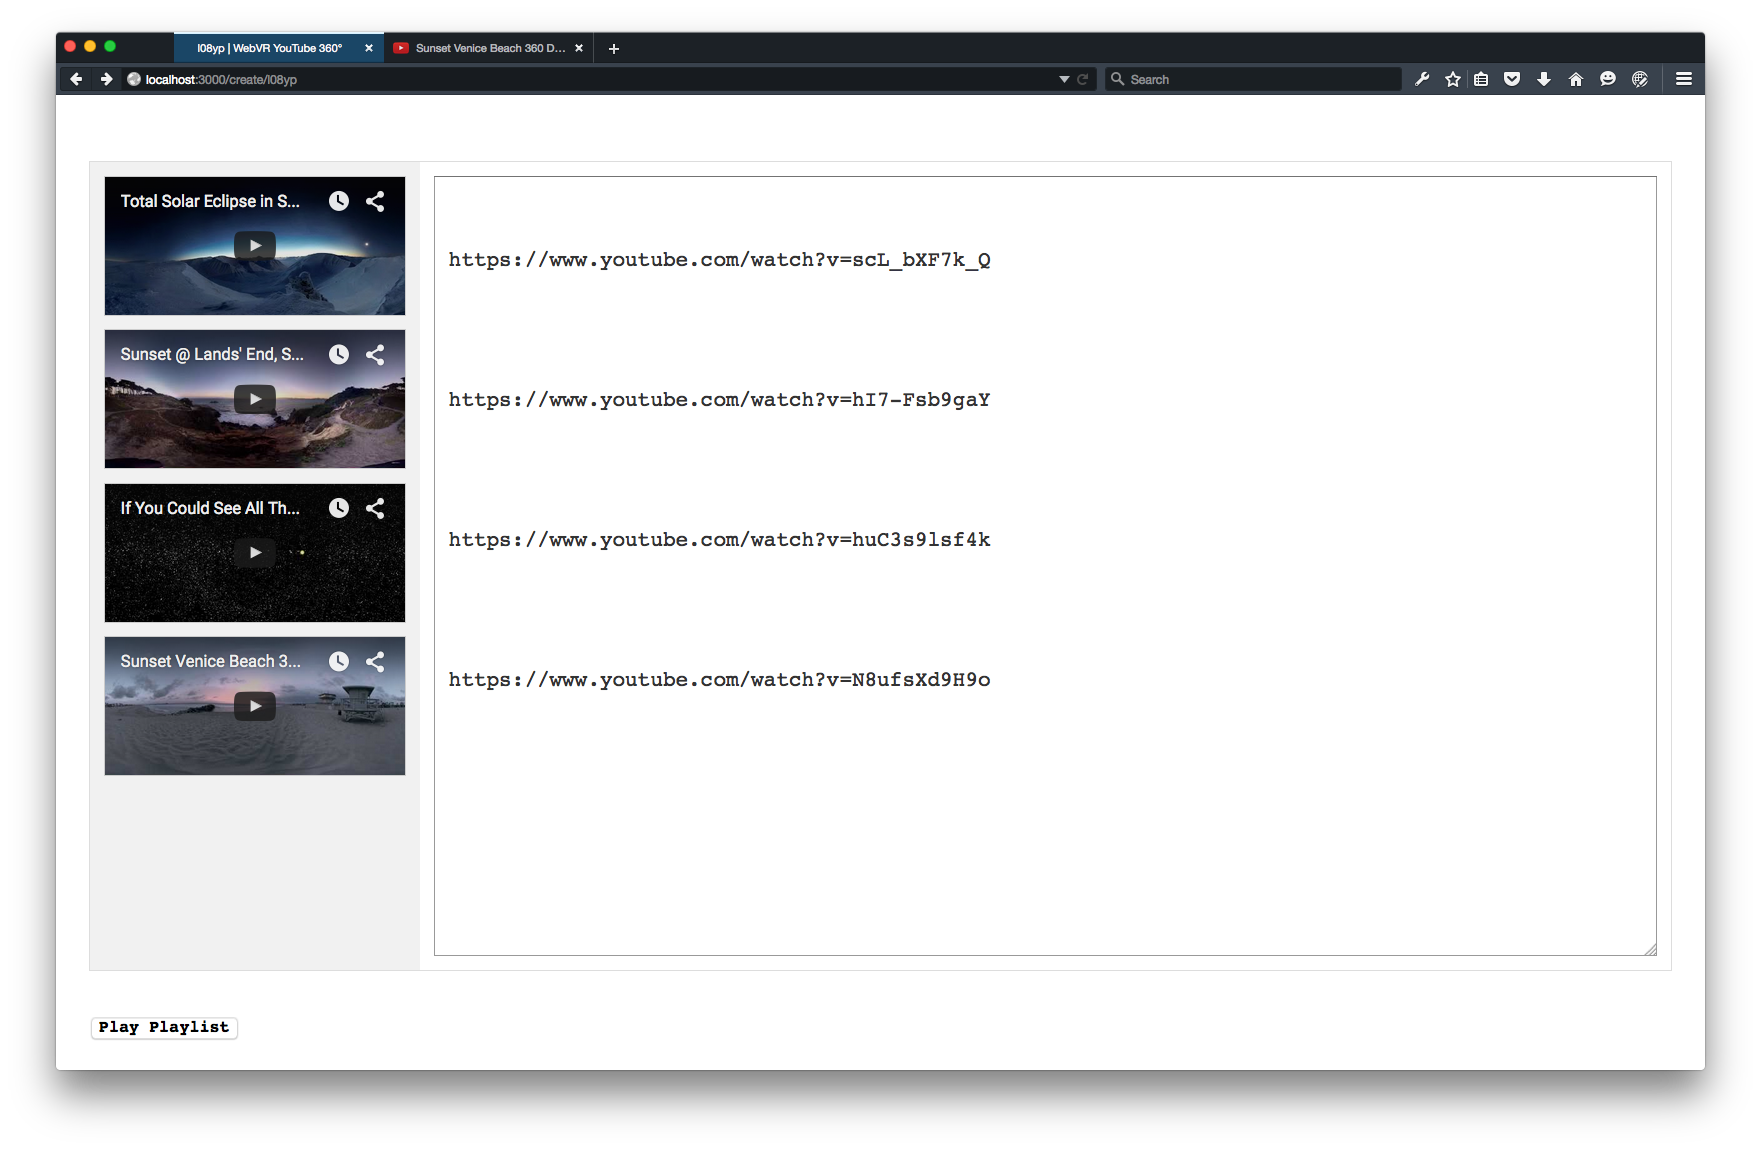 l08yp | WebVR YouTube 360°
Sunset Venice Beach 360 D...
localhost:3000/create/l08yp
Search
Total Solar Eclipse in S...
Sunset @ Lands' End, S...
If You Could See All Th...
Sunset Venice Beach 3...
https://www.youtube.com/watch?v=scL_bXF7k_Q
https://www.youtube.com/watch?v=hI7-Fsb9gaY
https://www.youtube.com/watch?v=huC3s9lsf4k
https://www.youtube.com/watch?v=N8ufsXd9H9o
Play Playlist